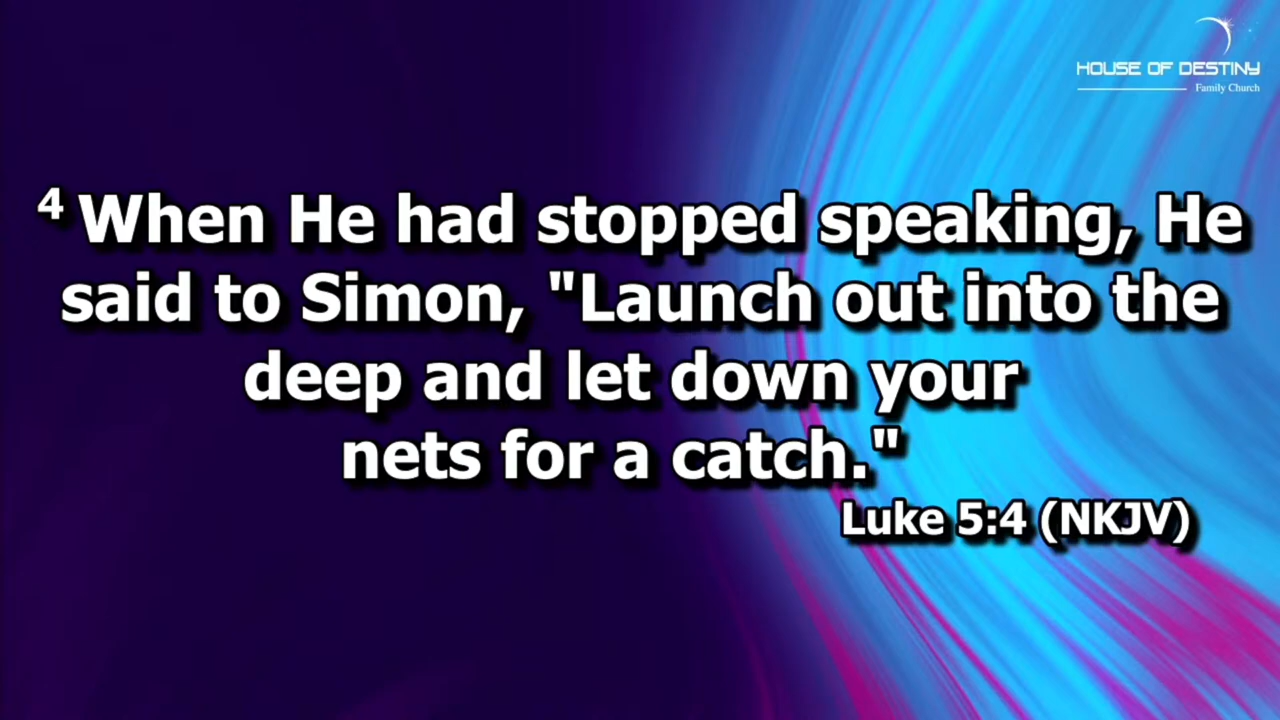 HOUSE OF DESTINY
Family Church
4 When He had stopped speaking, He
said to Simon, "Launch out into the
deep and let down your
nets for a catch."
Luke 5:4 (NKJV)